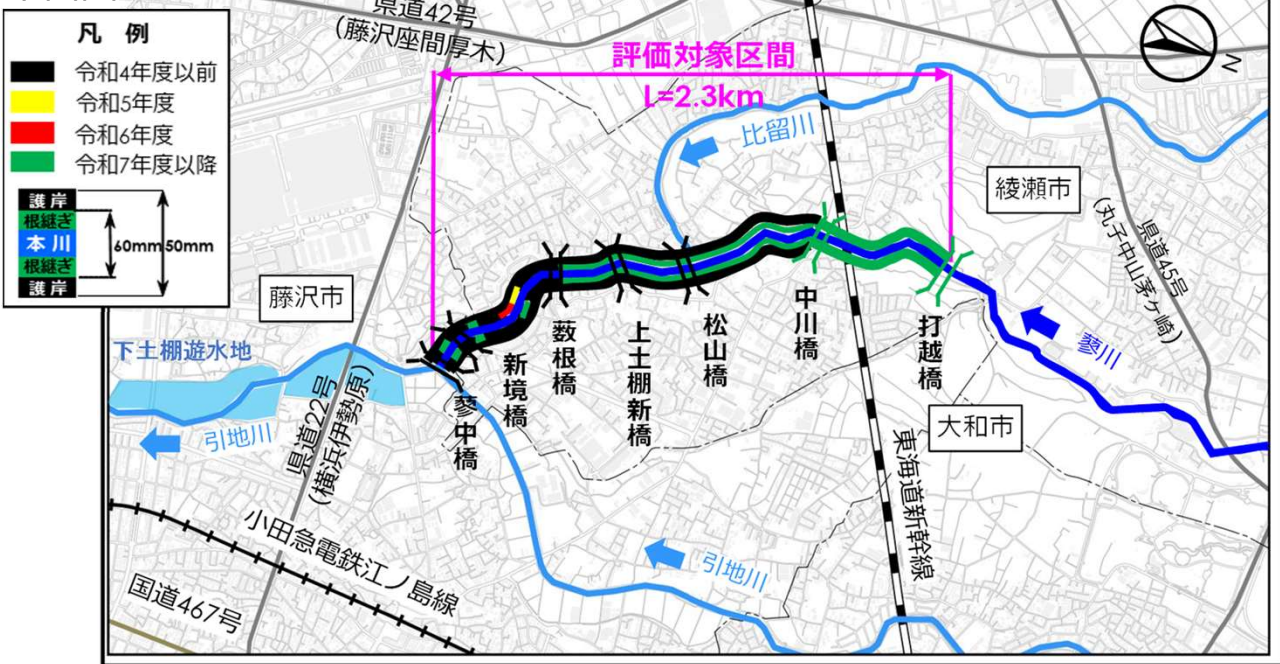 凡 例
令和4年度以前
令和5年度
令和6年度
令和7年度以降
護岸
根継ぎ
本川
根継ぎ
護岸
60mm
50mm
県道42号
(藤沢座間厚木)
評価対象区間
L=2.3km
N
比留川
綾瀬市
県道45号
(丸子中山茅ヶ崎)
藤沢市
下土棚遊水地
引地川
県道22号
(横浜伊勢原)
蓼中橋
新境橋
薮根橋
上土棚新橋
松山橋
中川橋
打越橋
蓼川
大和市
東海道新幹線
引地川
小田急電鉄江ノ島線
国道467号